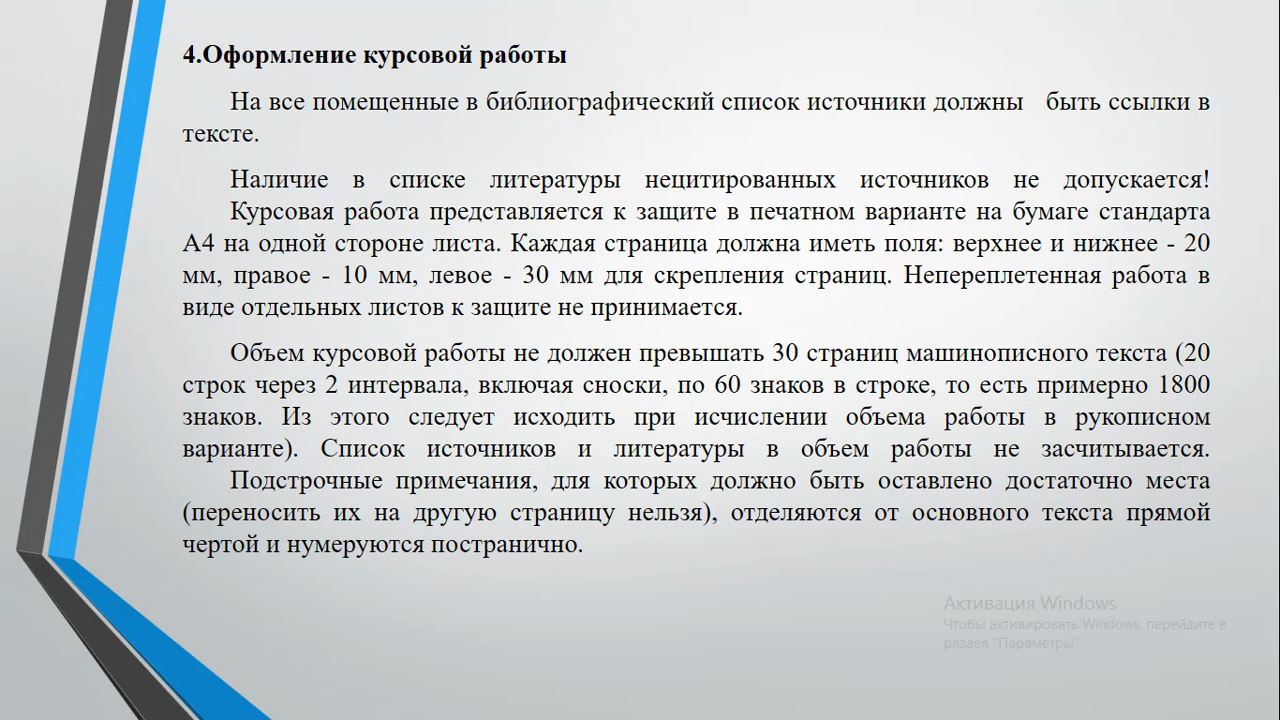 4.Оформление курсовой работы
На все помещенные в библиографический список источники должны быть ссылки в
тексте.
Наличие в списке литературы нецитированных источников не допускается!
Курсовая работа представляется к защите в печатном варианте на бумаге стандарта
А4 на одной стороне листа. Каждая страница должна иметь поля: верхнее и нижнее - 20
мм, правое - 10 мм, левое - 30 мм для скрепления страниц. Непереплетенная работа в
виде отдельных листов к защите не принимается.
Объем курсовой работы не должен превышать 30 страниц машинописного текста (20
строк через 2 интервала, включая сноски, по 60 знаков в строке, то есть примерно 1800
знаков. Из этого следует исходить при исчислении объема работы в рукописном
варианте). Список источников и литературы в объем работы не засчитывается.
Подстрочные примечания, для которых должно быть оставлено достаточно места
(переносить их на другую страницу нельзя), отделяются от основного текста прямой
чертой и нумеруются постранично.
Активация Windows
Чтобы активировать Windows, перейдите в
раздел "Параметры".